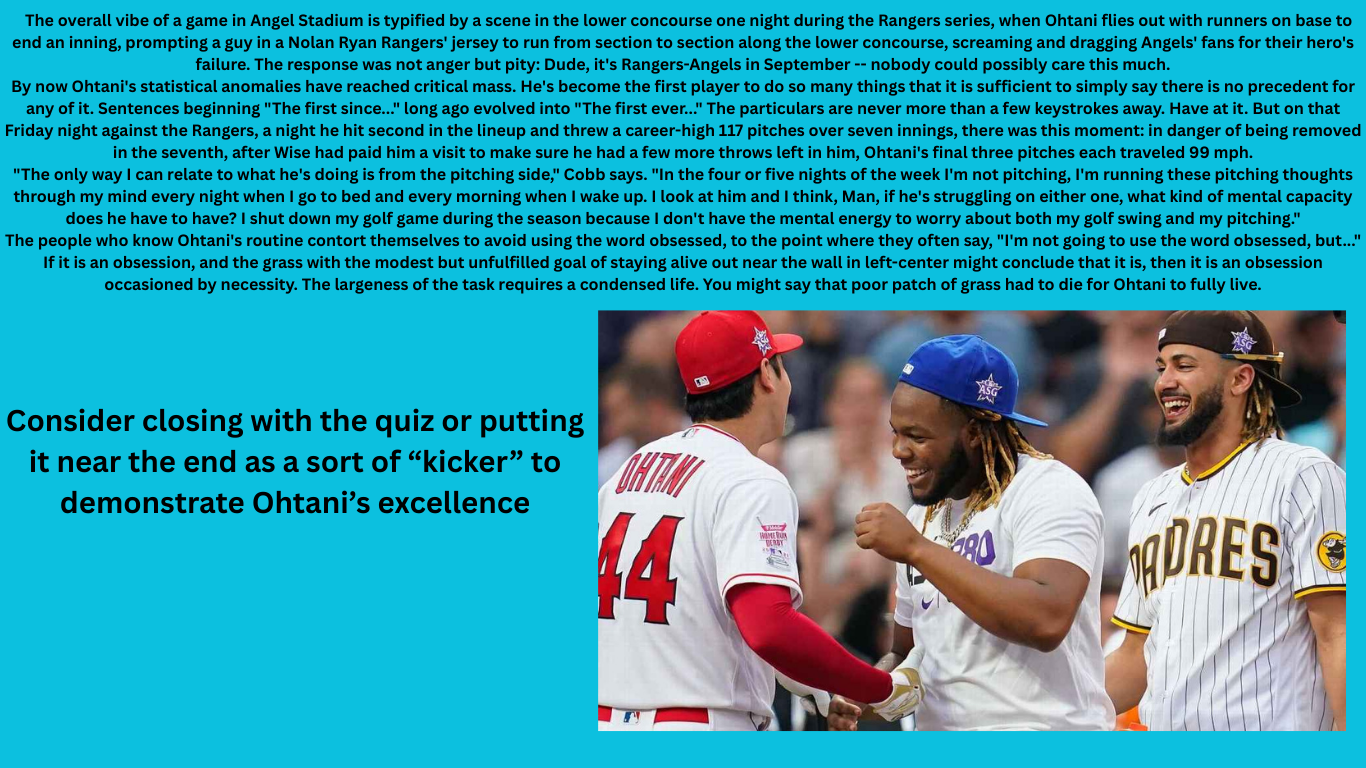 The overall vibe of a game in Angel Stadium is typified by a scene in the lower concourse one night during the Rangers series, when Ohtani flies out with runners on base to
end an inning, prompting a guy in a Nolan Ryan Rangers' jersey to run from section to section along the lower concourse, screaming and dragging Angels' fans for their hero's
failure. The response was not anger but pity: Dude, it's Rangers-Angels in September -- nobody could possibly care this much.
By now Ohtani's statistical anomalies have reached critical mass. He's become the first player to do so many things that it is sufficient to simply say there is no precedent for
any of it. Sentences beginning "The first since..." long ago evolved into "The first ever..." The particulars are never more than a few keystrokes away. Have at it. But on that
Friday night against the Rangers, a night he hit second in the lineup and threw a career-high 117 pitches over seven innings, there was this moment: in danger of being removed
in the seventh, after Wise had paid him a visit to make sure he had a few more throws left in him, Ohtani's final three pitches each traveled 99 mph.
"The only way I can relate to what he's doing is from the pitching side," Cobb says. "In the four or five nights of the week I'm not pitching, I'm running these pitching thoughts
through my mind every night when I go to bed and every morning when I wake up. I look at him and I think, Man, if he's struggling on either one, what kind of mental capacity
does he have to have? I shut down my golf game during the season because I don't have the mental energy to worry about both my golf swing and my pitching."
The people who know Ohtani's routine contort themselves to avoid using the word obsessed, to the point where they often say, "I'm not going to use the word obsessed, but..."
If it is an obsession, and the grass with the modest but unfulfilled goal of staying alive out near the wall in left-center might conclude that it is, then it is an obsession
occasioned by necessity. The largeness of the task requires a condensed life. You might say that poor patch of grass had to die for Ohtani to fully live.
Consider closing with the quiz or putting
it near the end as a sort of “kicker” to
demonstrate Ohtani’s excellence
ASG
ASG
ASG
OHTANI
44
HOME RUN
DERBY
PADRES